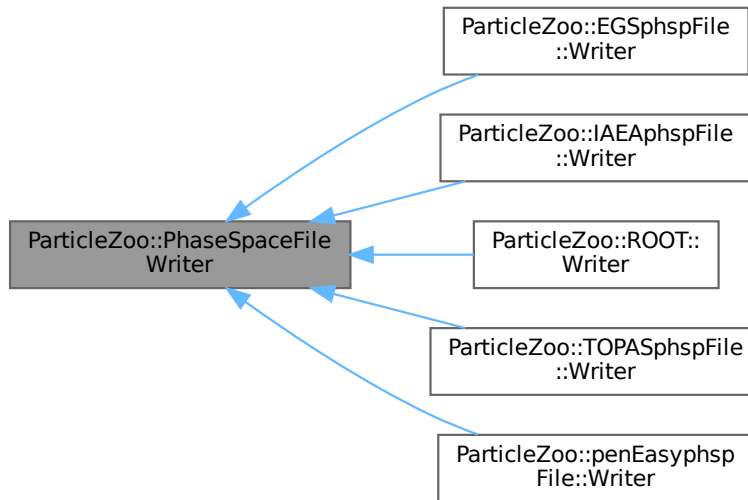 ParticleZoo::EGSphspFile
::Writer
ParticleZoo::IAEAphspFile
::Writer
ParticleZoo::PhaseSpaceFile
Writer
ParticleZoo::ROOT::
Writer
ParticleZoo::TOPASphspFile
::Writer
ParticleZoo::penEasyphsp
File::Writer